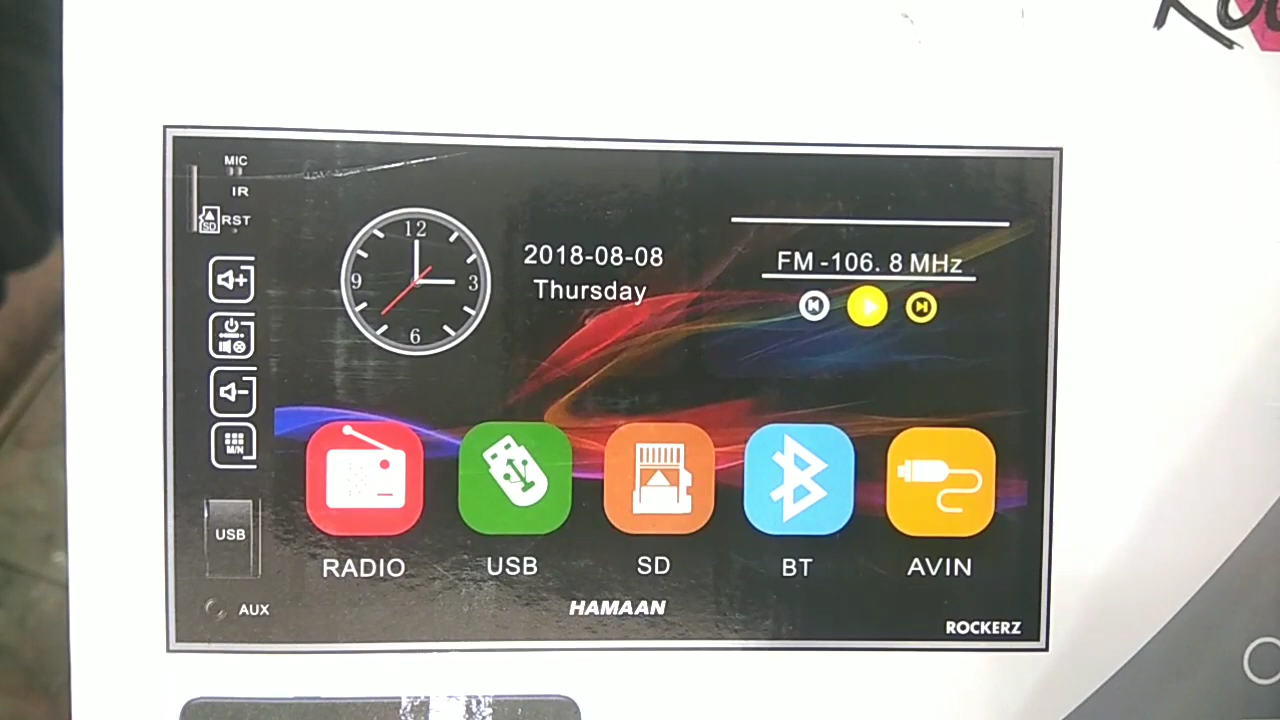 MIC
IR
SD
RST
M/N
USB
AUX
12
3
6
9
2018-08-08
Thursday
FM -106. 8 MHz
RADIO
USB
SD
BT
AVIN
HAMAAN
ROCKERZ